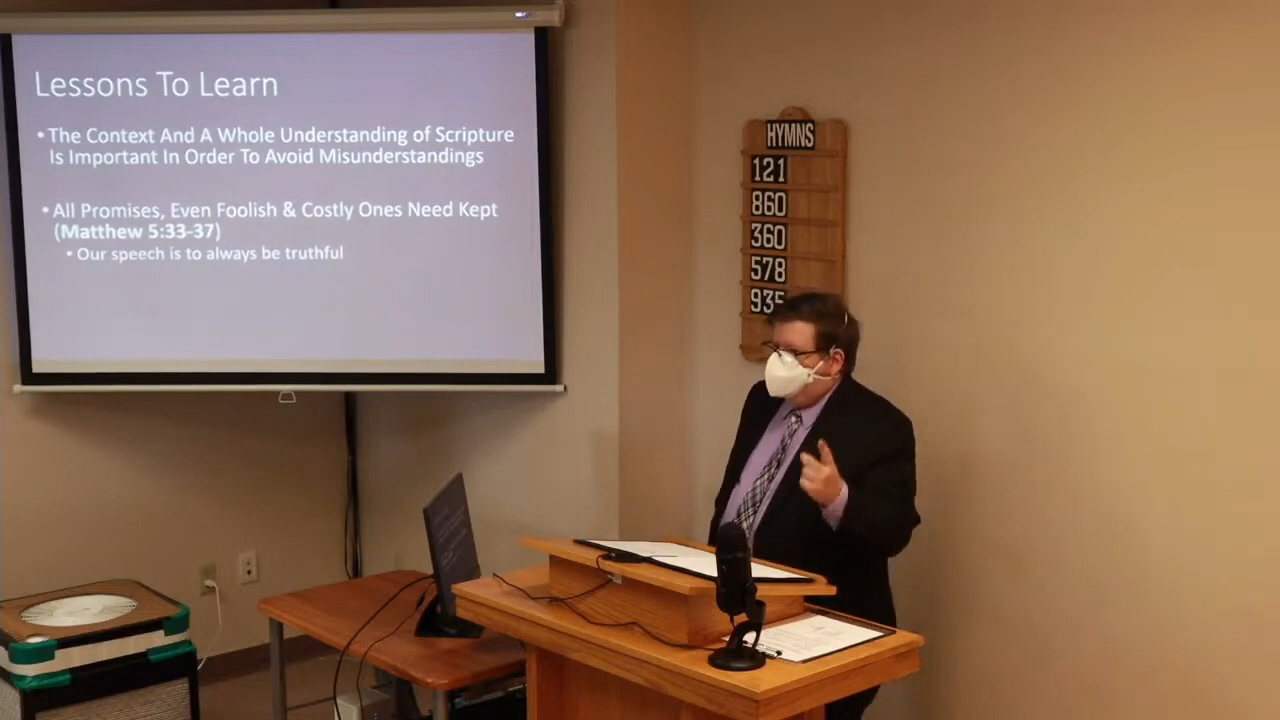 Lessons To Learn
• The Context And A Whole Understanding of Scripture
Is Important In Order To Avoid Misunderstandings
• All Promises, Even Foolish & Costly Ones Need Kept
(Matthew 5:33-37)
• Our speech is to always be truthful
HYMNS
121
860
360
578
935